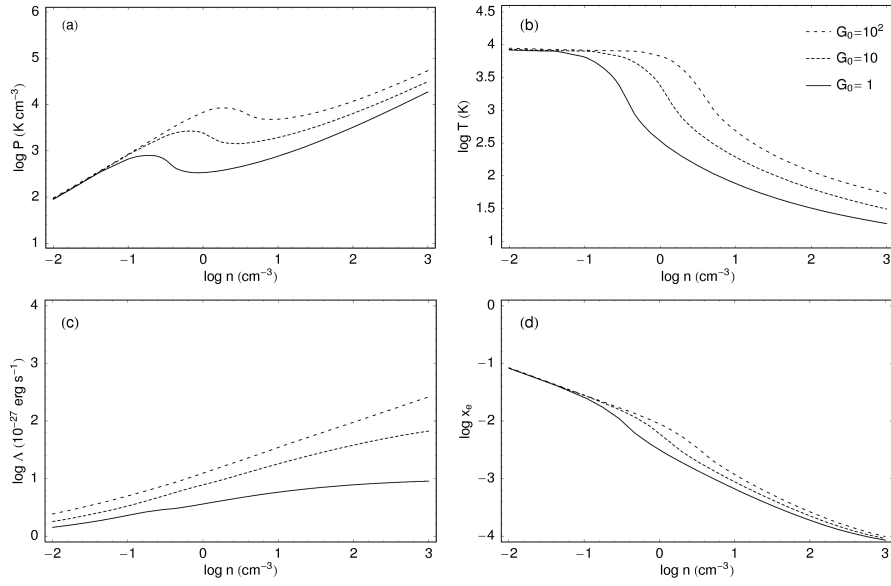 (a)
log P (K cm⁻³)
6
5
4
3
2
1
−2 −1 0 1 2 3
log n (cm⁻³)
(b)
G₀=10²
G₀=10
G₀= 1
log T (K)
4.5
4
3.5
3
2.5
2
1.5
1
−2 −1 0 1 2 3
log n (cm⁻³)
(c)
log Λ (10⁻²⁷ erg s⁻¹)
4
3
2
1
0
−2 −1 0 1 2 3
log n (cm⁻³)
(d)
log xₑ
0
−1
−2
−3
−4
−2 −1 0 1 2 3
log n (cm⁻³)